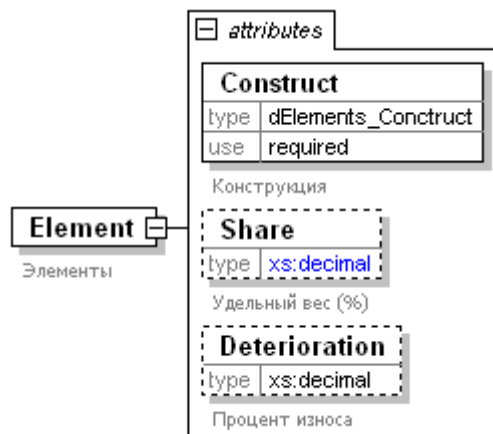 attributes
Construct
type dElements_Conctruct
use required
Конструкция
Element
Элементы
Share
type xs:decimal
Удельный вес (%)
Deterioration
type xs:decimal
Процент износа